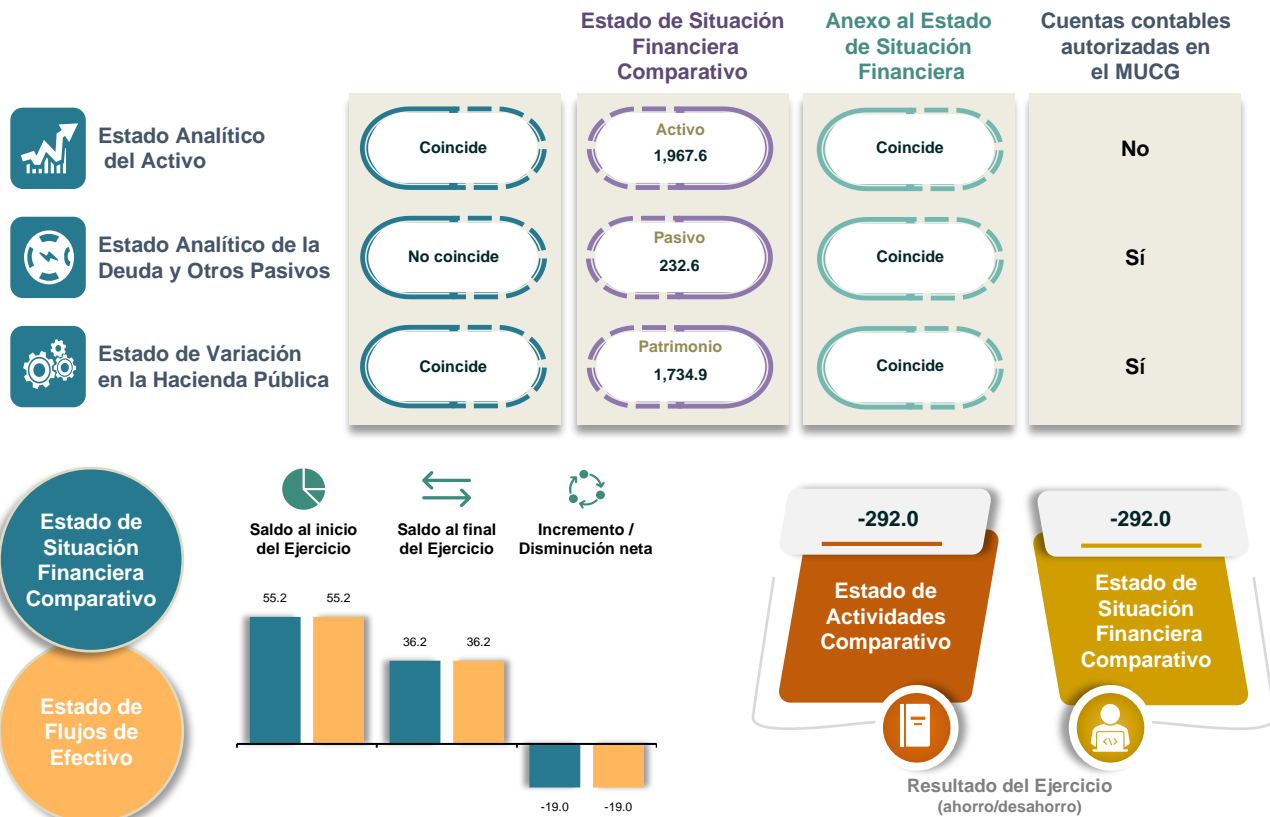 Estado de Situación
Financiera
Comparativo
Anexo al Estado
de Situación
Financiera
Cuentas contables
autorizadas en
el MUCG
Estado Analítico
del Activo
Coincide
Activo
1,967.6
Coincide
No
Estado Analítico de la
Deuda y Otros Pasivos
No coincide
Pasivo
232.6
Coincide
Sí
Estado de Variación
en la Hacienda Pública
Coincide
Patrimonio
1,734.9
Coincide
Sí
Estado de
Situación
Financiera
Comparativo
Estado de
Flujos de
Efectivo
Saldo al inicio
del Ejercicio
Saldo al final
del Ejercicio
Incremento /
Disminución neta
55.2
55.2
36.2
36.2
-19.0
-19.0
-292.0
Estado de
Actividades
Comparativo
-292.0
Estado de
Situación
Financiera
Comparativo
Resultado del Ejercicio
(ahorro/desahorro)